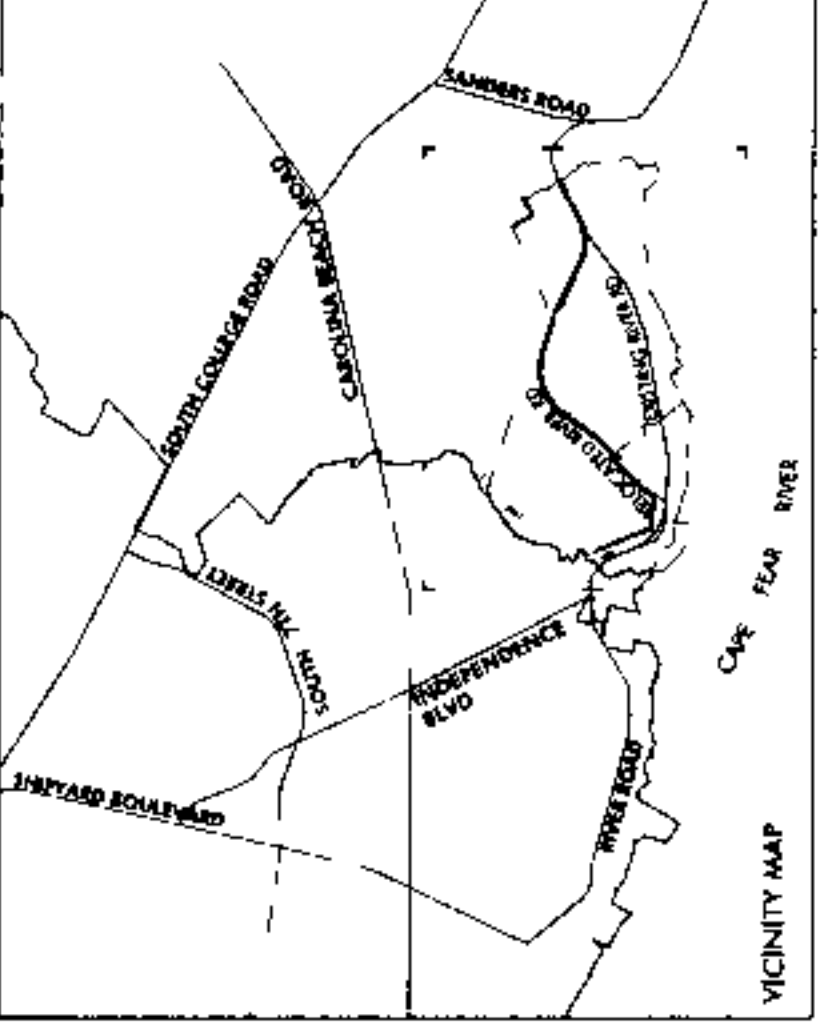 SANDERS ROAD
CAROLINA BEACH ROAD
SOUTH COLLEGE ROAD
EXISTING RIVER RD
RELOCATED RIVER RD
SOUTH 7TH STREET
INDEPENDENCE
BLVD
SHIPYARD BOULEVARD
RIVER ROAD
CAPE FEAR RIVER
VICINITY MAP